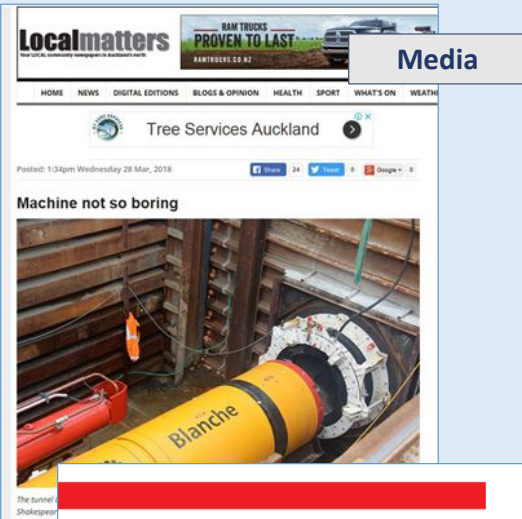 Localmatters
Your LOCAL community newspapers in Auckland's north
RAM TRUCKS
PROVEN TO LAST
RAMTRUCKS.CO.NZ
Media
HOME NEWS DIGITAL EDITIONS BLOGS & OPINION HEALTH SPORT WHAT'S ON WEATH
Tree Services Auckland
Posted: 1:34pm Wednesday 28 Mar, 2018
Share 24 Tweet 0 Google + 0
Machine not so boring
Blanche
The tunnel
Shakespear